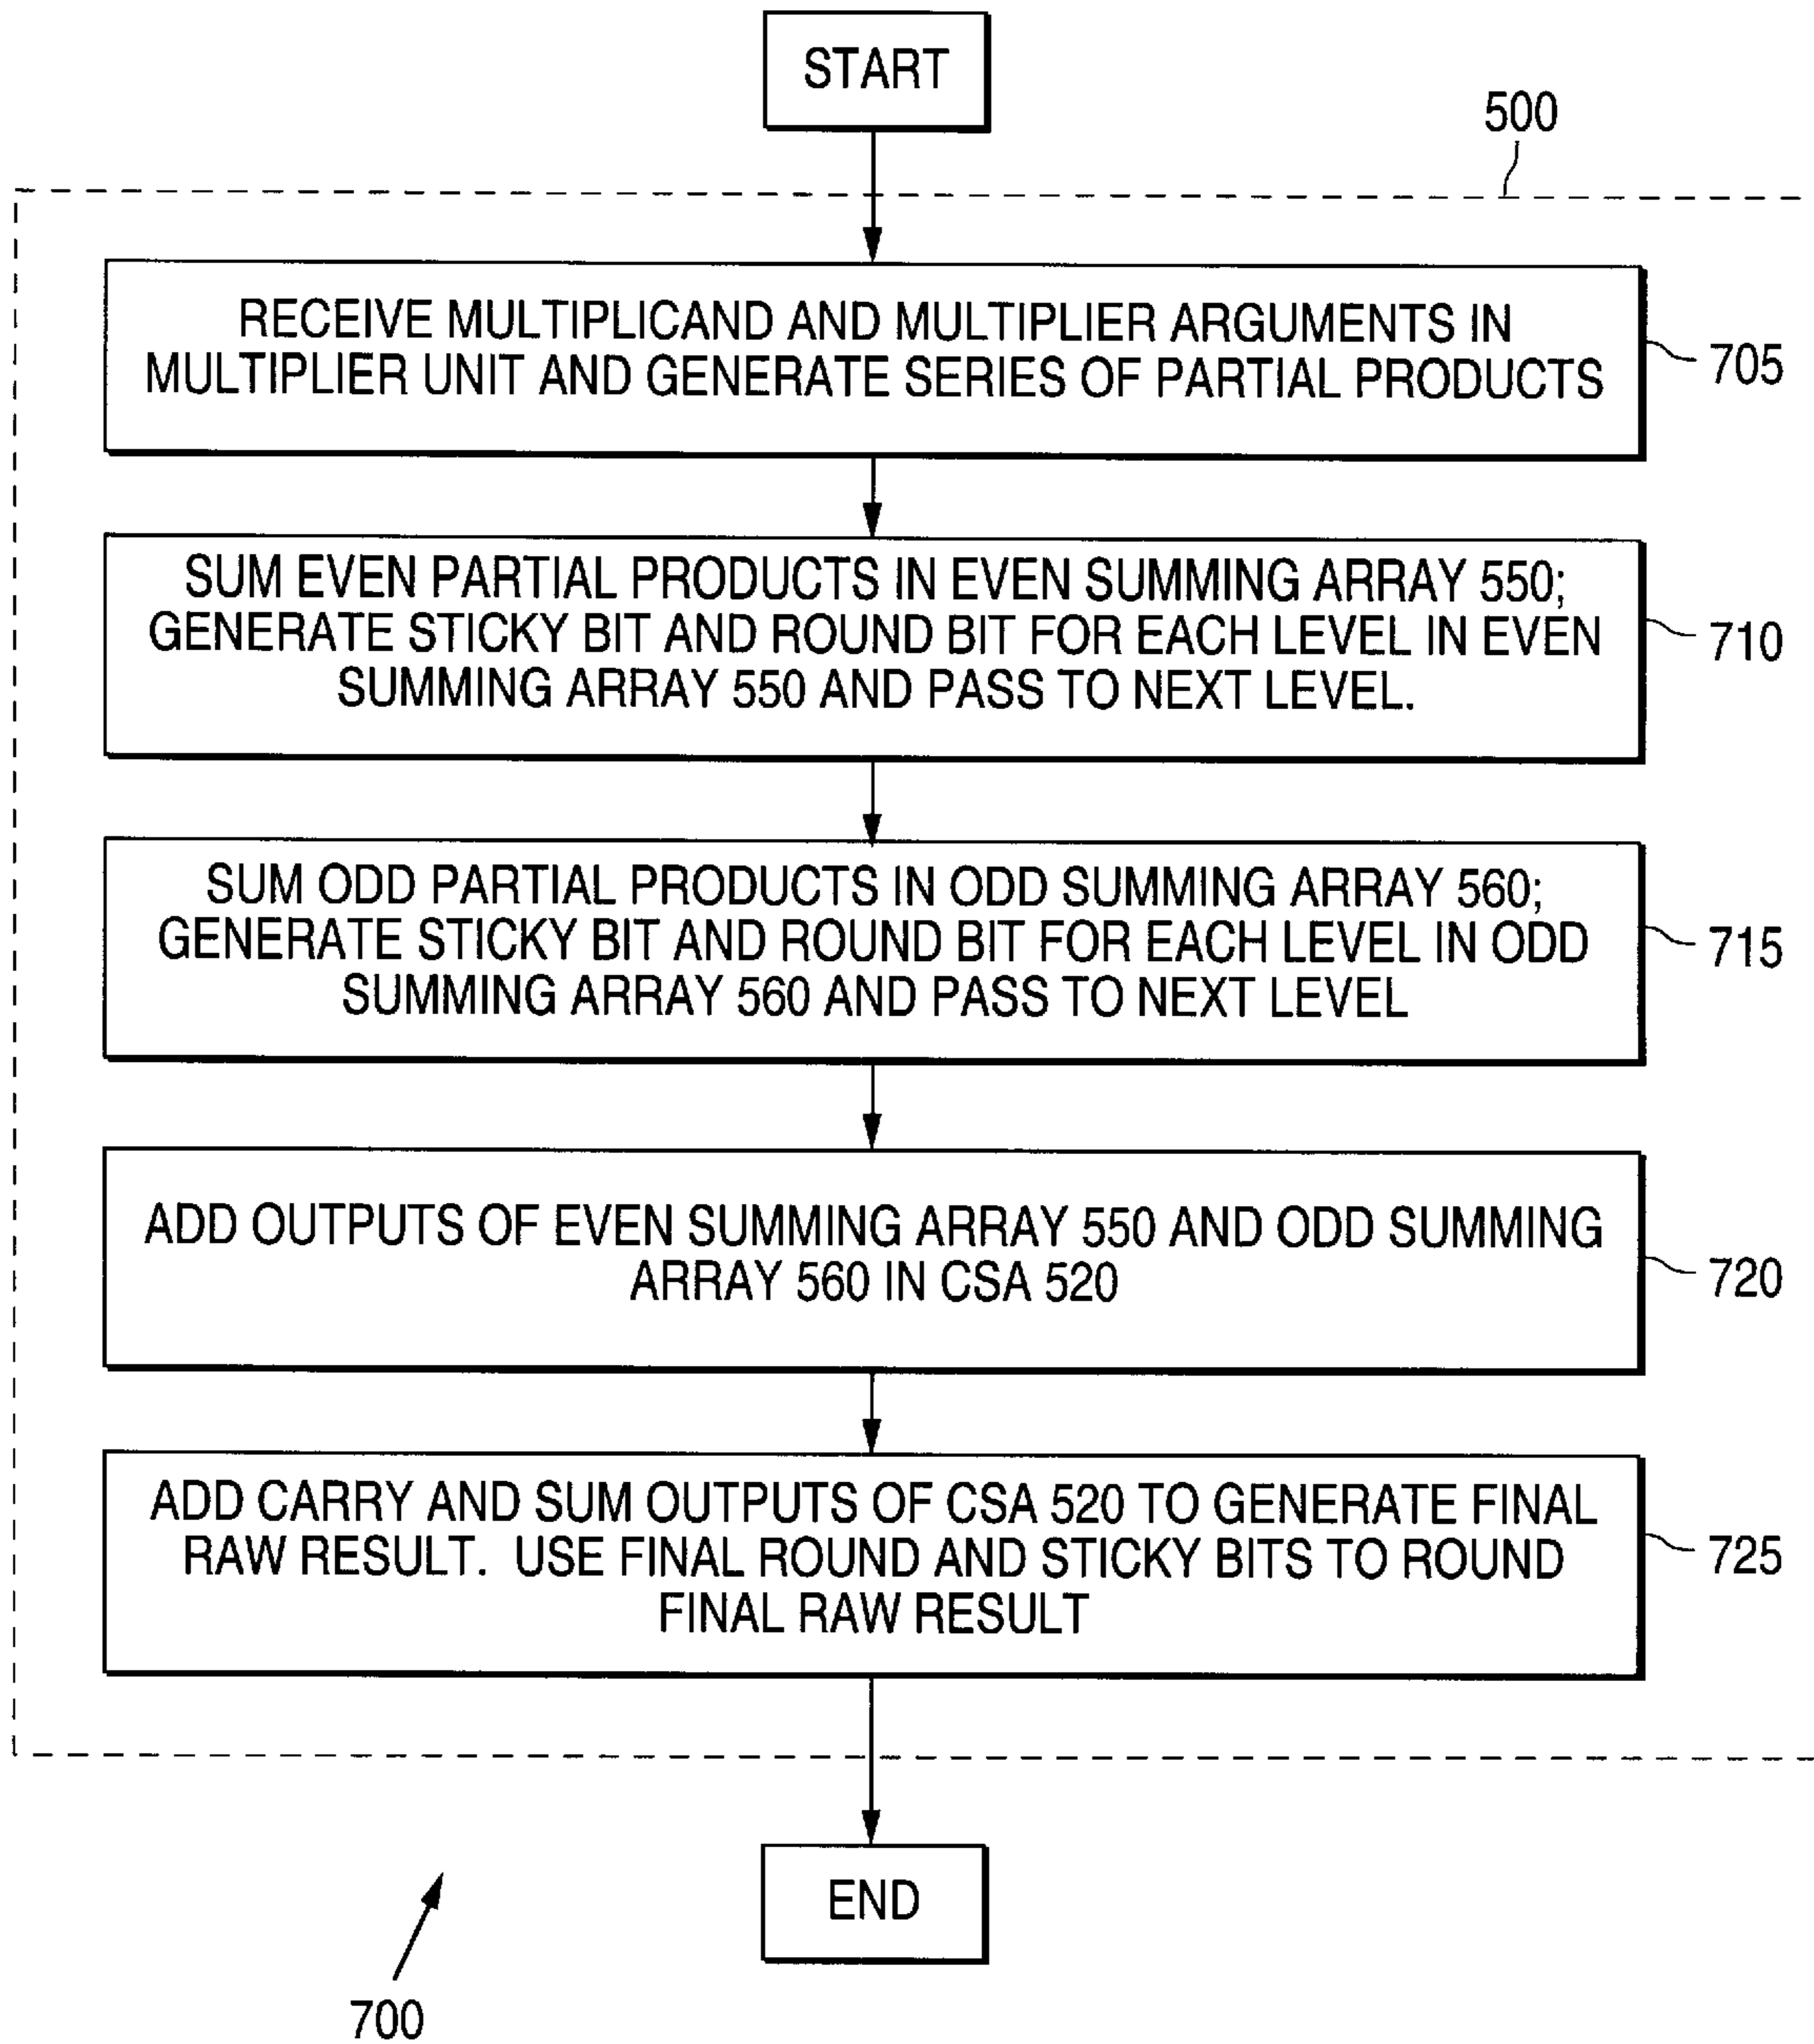 START
500
RECEIVE MULTIPLICAND AND MULTIPLIER ARGUMENTS IN
MULTIPLIER UNIT AND GENERATE SERIES OF PARTIAL PRODUCTS
705
SUM EVEN PARTIAL PRODUCTS IN EVEN SUMMING ARRAY 550;
GENERATE STICKY BIT AND ROUND BIT FOR EACH LEVEL IN EVEN
SUMMING ARRAY 550 AND PASS TO NEXT LEVEL.
710
SUM ODD PARTIAL PRODUCTS IN ODD SUMMING ARRAY 560;
GENERATE STICKY BIT AND ROUND BIT FOR EACH LEVEL IN ODD
SUMMING ARRAY 560 AND PASS TO NEXT LEVEL
715
ADD OUTPUTS OF EVEN SUMMING ARRAY 550 AND ODD SUMMING
ARRAY 560 IN CSA 520
720
ADD CARRY AND SUM OUTPUTS OF CSA 520 TO GENERATE FINAL
RAW RESULT.  USE FINAL ROUND AND STICKY BITS TO ROUND
FINAL RAW RESULT
725
END
700